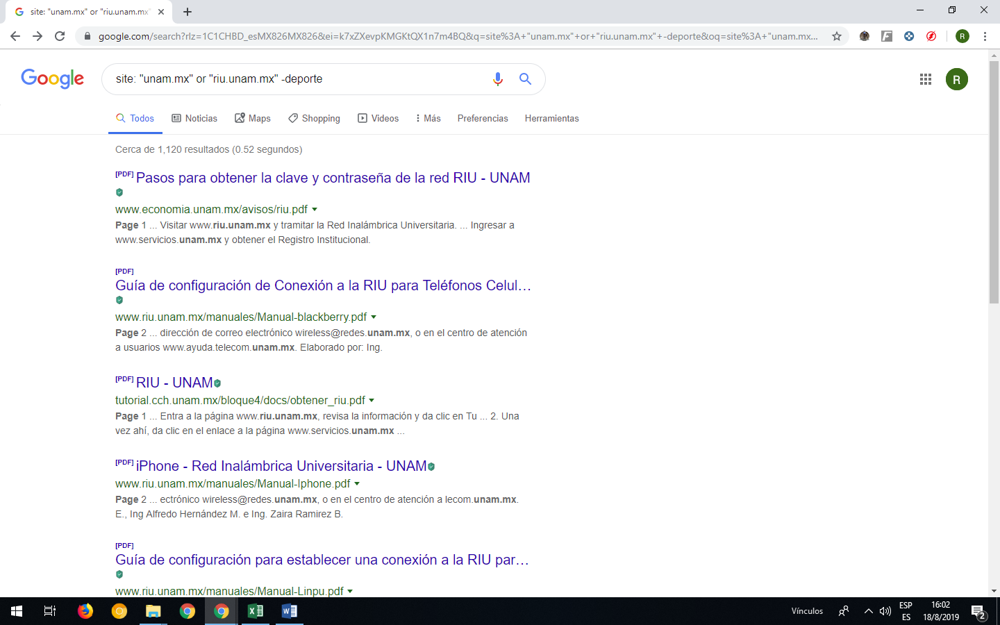 site: "unam.mx" or "riu.unam.mx"
google.com/search?rlz=1C1CHBD_esMX826MX826&ei=k7xZXevpKMGKtQX1n7m4BQ&q=site%3A+"unam.mx"+or+"riu.unam.mx"+-deporte&oq=site%3A+"unam.mx...
R
Google
site: "unam.mx" or "riu.unam.mx" -deporte
R
Todos Noticias Maps Shopping Videos Más Preferencias Herramientas
Cerca de 1,120 resultados (0.52 segundos)
[PDF] Pasos para obtener la clave y contraseña de la red RIU - UNAM
www.economia.unam.mx/avisos/riu.pdf
Page 1 ... Visitar www.riu.unam.mx y tramitar la Red Inalámbrica Universitaria. ... Ingresar a
www.servicios.unam.mx y obtener el Registro Institucional.
[PDF]
Guía de configuración de Conexión a la RIU para Teléfonos Celul...
www.riu.unam.mx/manuales/Manual-blackberry.pdf
Page 2 ... dirección de correo electrónico wireless@redes.unam.mx, o en el centro de atención
a usuarios www.ayuda.telecom.unam.mx. Elaborado por: Ing.
[PDF] RIU - UNAM
tutorial.cch.unam.mx/bloque4/docs/obtener_riu.pdf
Page 1 ... Entra a la página www.riu.unam.mx, revisa la información y da clic en Tu ... 2. Una
vez ahí, da clic en el enlace a la página www.servicios.unam.mx ...
[PDF] iPhone - Red Inalámbrica Universitaria - UNAM
www.riu.unam.mx/manuales/Manual-Iphone.pdf
Page 2 ... ectrónico wireless@redes.unam.mx, o en el centro de atención a lecom.unam.mx.
E., Ing Alfredo Hernández M. e Ing. Zaira Ramirez B.
[PDF]
Guía de configuración para establecer una conexión a la RIU par...
www.riu.unam.mx/manuales/Manual-Linpu.pdf
Vínculos
ESP
ES
16:02
18/8/2019
2